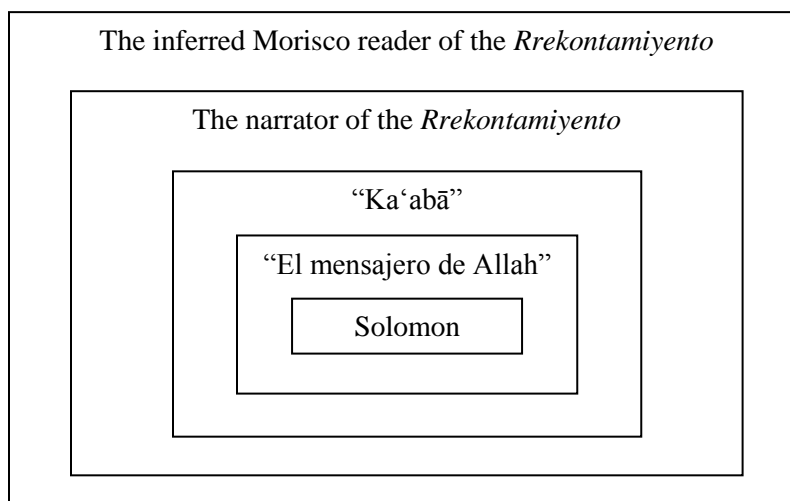 The inferred Morisco reader of the Rrekontamiyento
The narrator of the Rrekontamiyento
“Ka‘abā”
“El mensajero de Allah”
Solomon